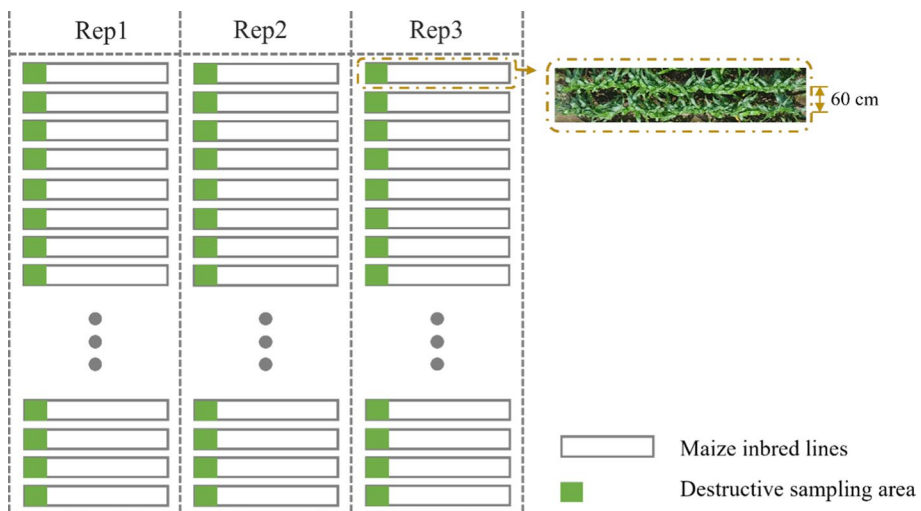 Rep1 Rep2 Rep3
60 cm
Maize inbred lines
Destructive sampling area